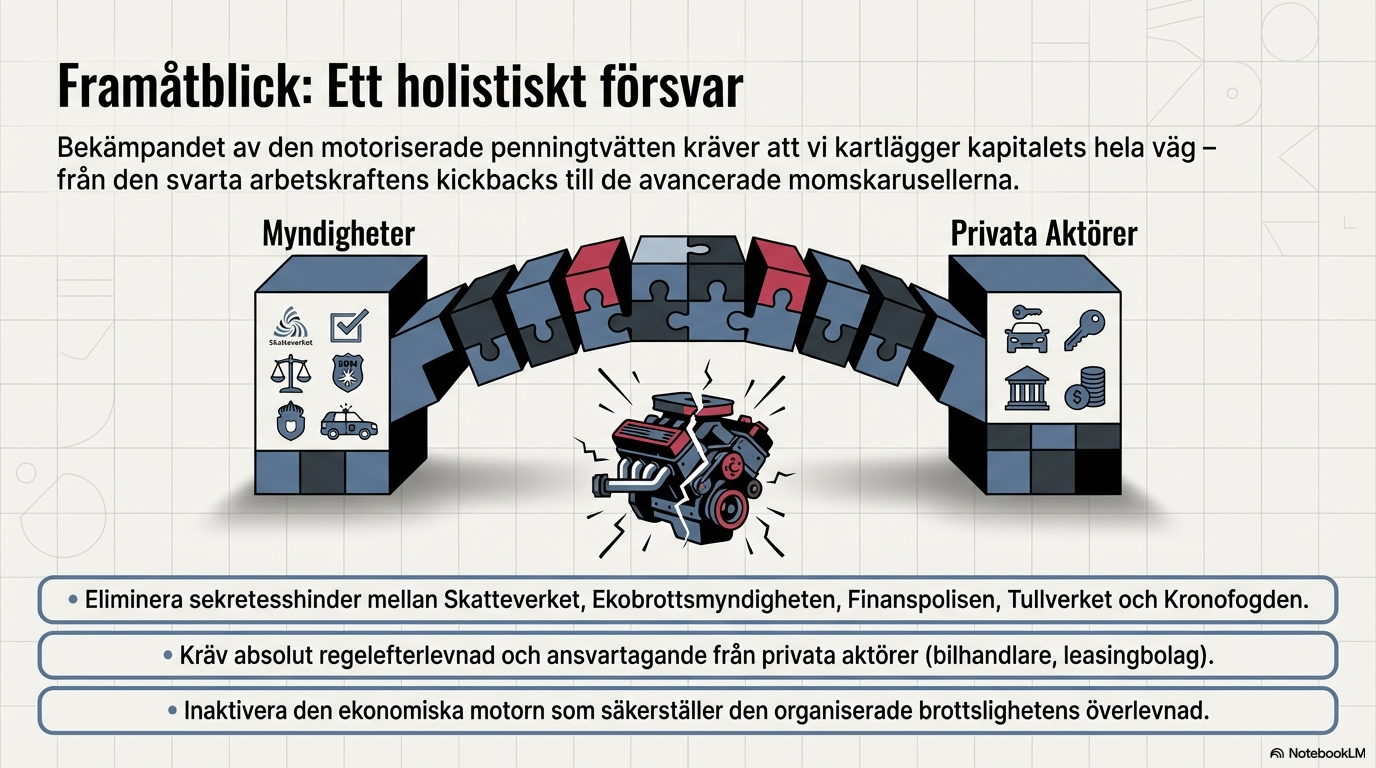 Framåtblick: Ett holistiskt försvar
Bekämpandet av den motoriserade penningtvätten kräver att vi kartlägger kapitalets hela väg –
från den svarta arbetskraftens kickbacks till de avancerade momskarusellerna.
Myndigheter
Privata Aktörer
Skatteverket
$
• Eliminera sekretesshinder mellan Skatteverket, Ekobrottsmyndigheten, Finanspolisen, Tullverket och Kronofogden.
• Kräv absolut regelefterlevnad och ansvartagande från privata aktörer (bilhandlare, leasingbolag).
• Inaktivera den ekonomiska motorn som säkerställer den organiserade brottslighetens överlevnad.
NotebookLM